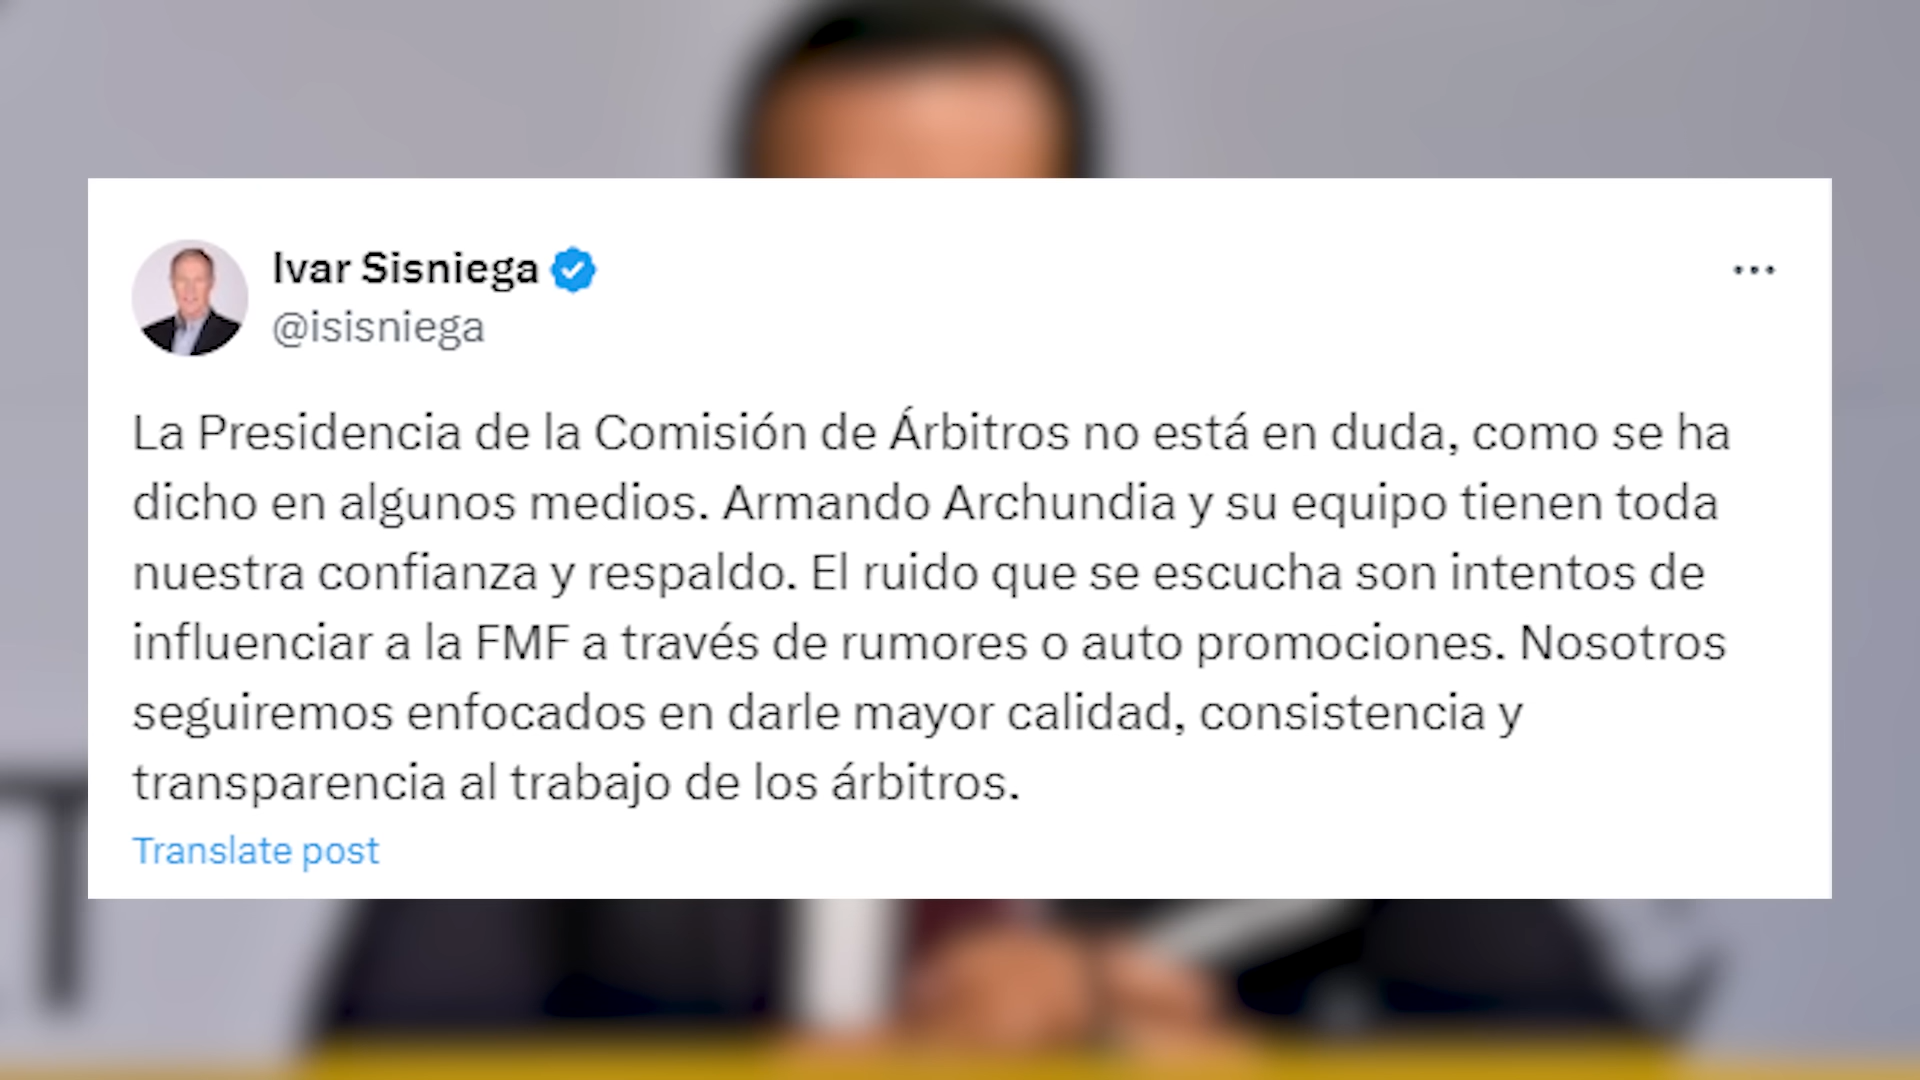 Ivar Sisniega
@isisniega
La Presidencia de la Comisión de Árbitros no está en duda, como se ha
dicho en algunos medios. Armando Archundia y su equipo tienen toda
nuestra confianza y respaldo. El ruido que se escucha son intentos de
influenciar a la FMF a través de rumores o auto promociones. Nosotros
seguiremos enfocados en darle mayor calidad, consistencia y
transparencia al trabajo de los árbitros.
Translate post